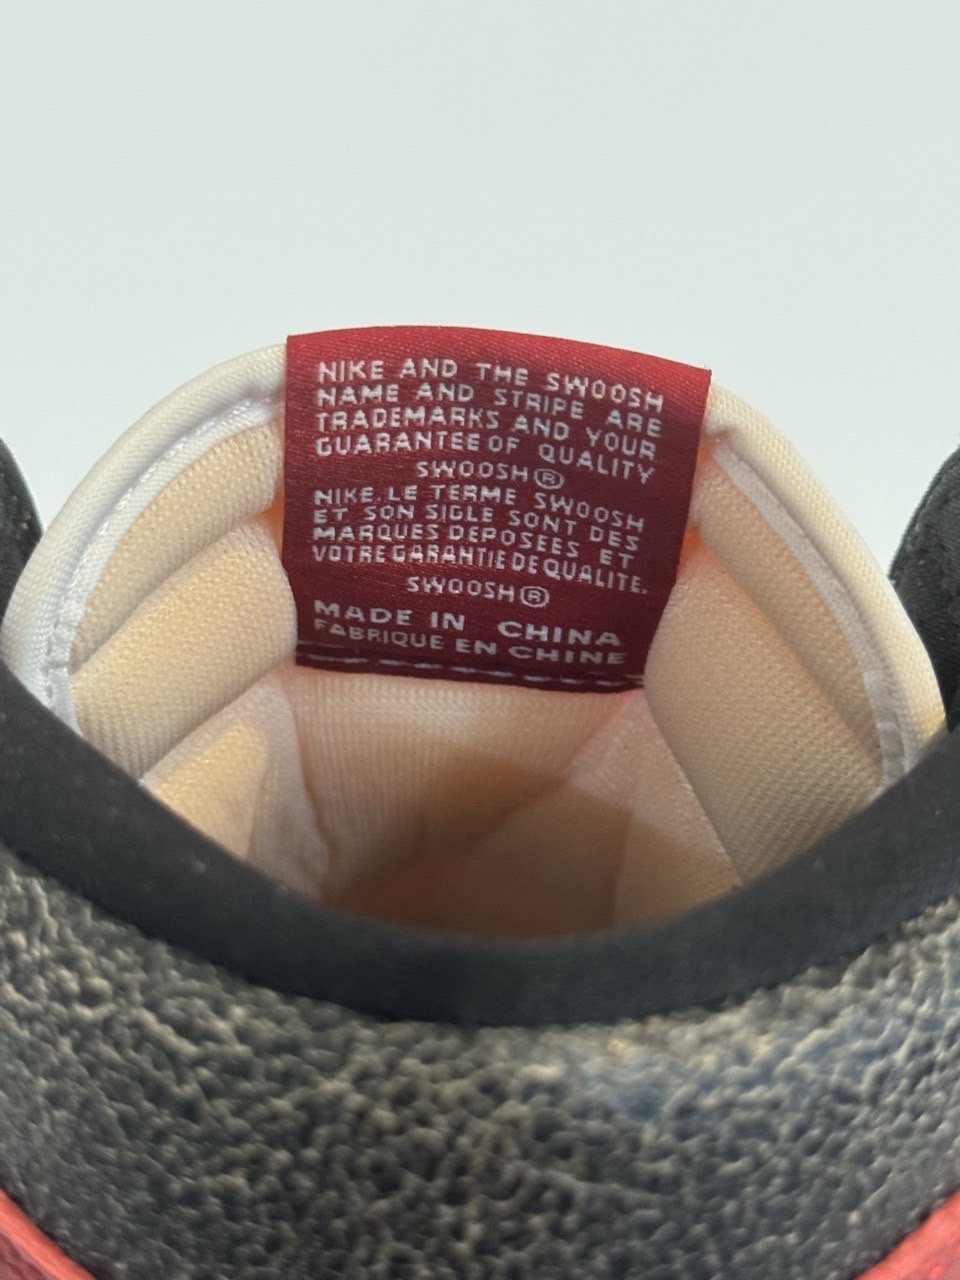 NIKE AND THE SWOOSH
NAME AND STRIPE ARE
TRADEMARKS AND YOUR
GUARANTEE OF QUALITY
SWOOSH®
NIKE, LE TERME SWOOSH
ET SON SIGLE SONT DES
MARQUES DEPOSEES ET
VOTRE GARANTIE DE QUALITE.
SWOOSH®
MADE IN CHINA
FABRIQUE EN CHINE